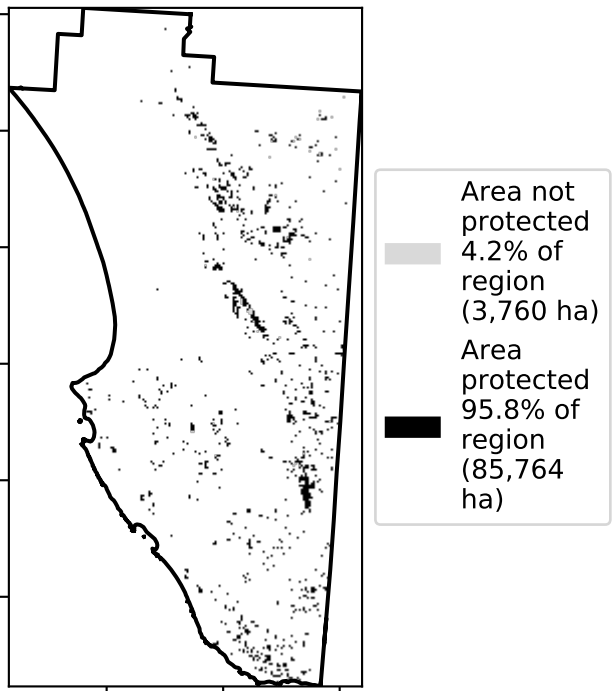 Area not
protected
4.2% of
region
(3,760 ha)
Area
protected
95.8% of
region
(85,764
ha)